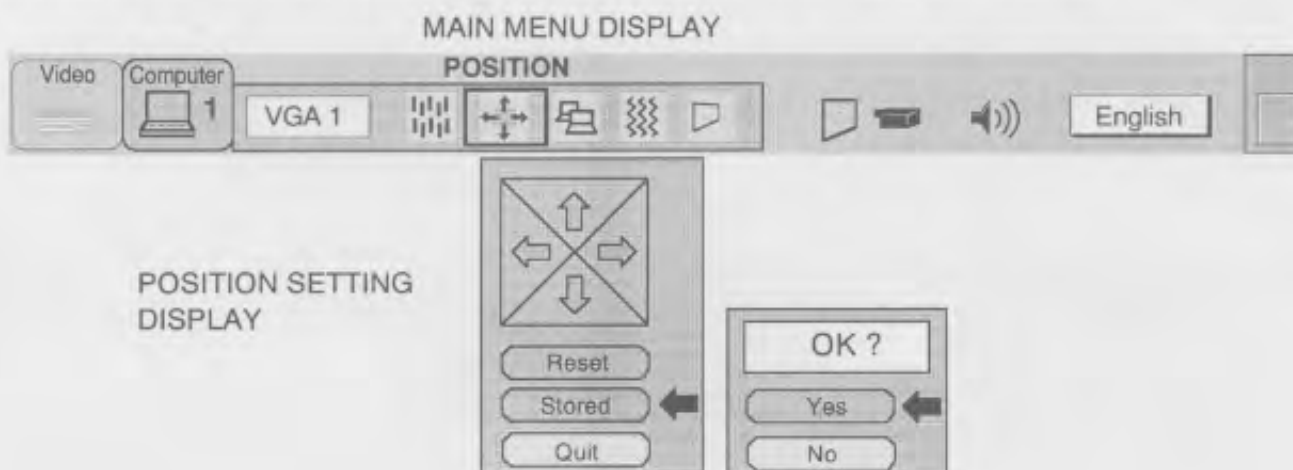 MAIN MENU DISPLAY
POSITION
Video
Computer
1
VGA 1
English
POSITION SETTING
DISPLAY
Reset
Stored
Quit
OK ?
Yes
No